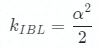 k_{IBL} = \frac{\alpha^2}{2}